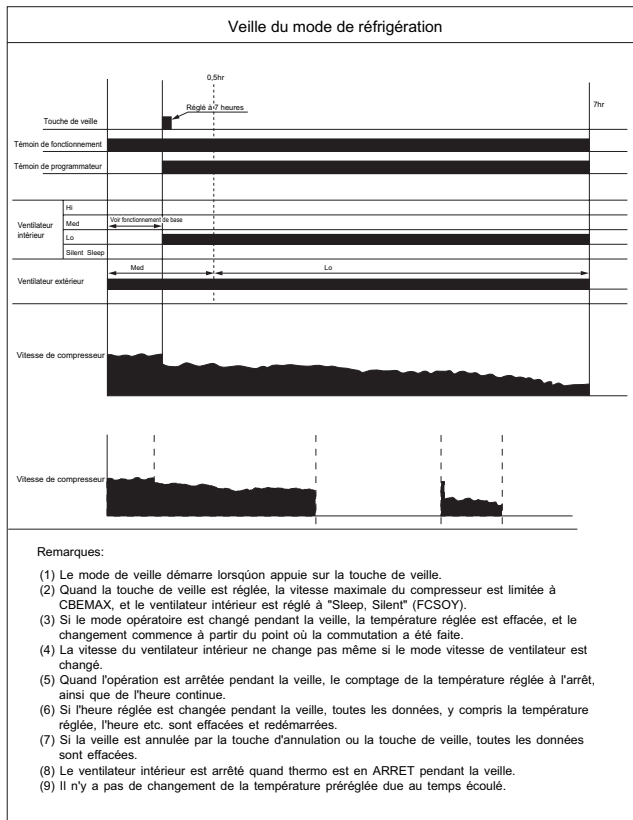 Veille du mode de réfrigération
0,5hr
7hr
Réglé à 7 heures
Touche de veille
Témoin de fonctionnement
Témoin de programmateur
Hi
Med
Voir fonctionnement de base
Ventilateur
intérieur
Lo
Silent Sleep
Med
Lo
Ventilateur extérieur
Vitesse de compresseur
Vitesse de compresseur
Remarques:
(1) Le mode de veille démarre lorsqúon appuie sur la touche de veille.
(2) Quand la touche de veille est réglée, la vitesse maximale du compresseur est limitée à
CBEMAX, et le ventilateur intérieur est réglé à "Sleep, Silent" (FCSOY).
(3) Si le mode opératoire est changé pendant la veille, la température réglée est effacée, et le
changement commence à partir du point où la commutation a été faite.
(4) La vitesse du ventilateur intérieur ne change pas même si le mode vitesse de ventilateur est
changé.
(5) Quand l'opération est arrêtée pendant la veille, le comptage de la température réglée à l'arrêt,
ainsi que de l'heure continue.
(6) Si l'heure réglée est changée pendant la veille, toutes les données, y compris la température
réglée, l'heure etc. sont effacées et redémarrées.
(7) Si la veille est annulée par la touche d'annulation ou la touche de veille, toutes les données
sont effacées.
(8) Le ventilateur intérieur est arrêté quand thermo est en ARRET pendant la veille.
(9) Il n'y a pas de changement de la température préréglée due au temps écoulé.